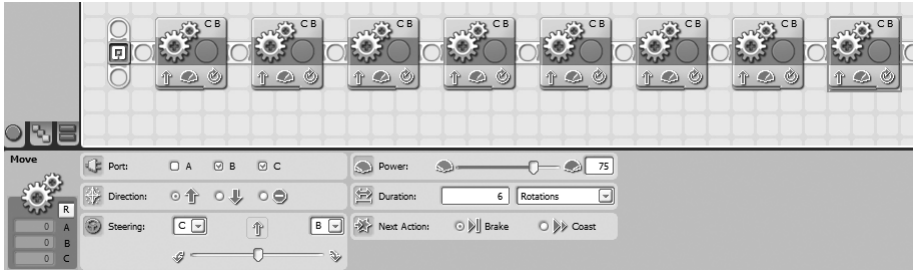 C B C B C B C B C B C B C B C B
Move
R
0 A
0 B
0 C
Port: A B C
Direction:
Steering: C B
Power: 75
Duration: 6 Rotations
Next Action: Brake Coast